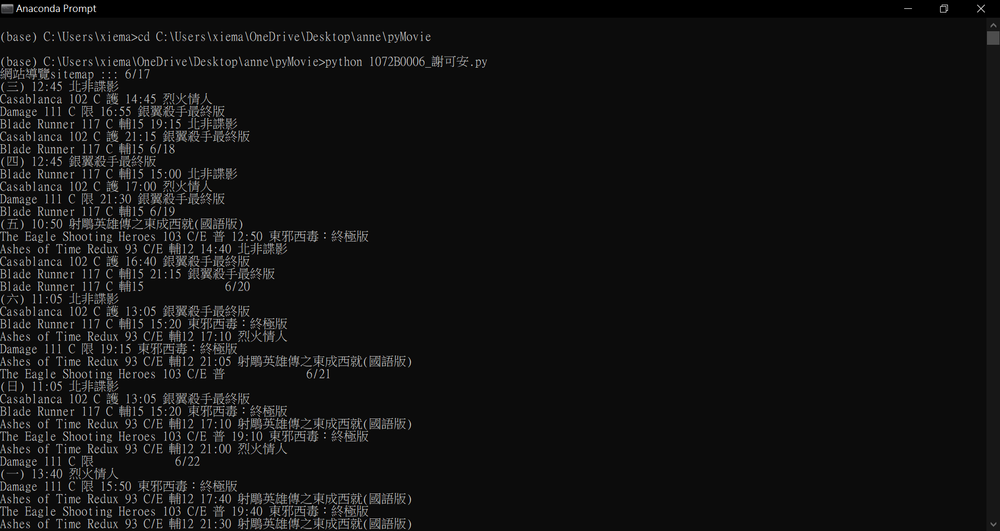 Anaconda Prompt
(base) C:\Users\xiema>cd C:\Users\xiema\OneDrive\Desktop\anne\pyMovie
(base) C:\Users\xiema\OneDrive\Desktop\anne\pyMovie>python 1072B0006_謝可安.py
網站導覽sitemap ::: 6/17
(三) 12:45 北非諜影
Casablanca 102 C 護 14:45 烈火情人
Damage 111 C 限 16:55 銀翼殺手最終版
Blade Runner 117 C 輔15 19:15 北非諜影
Casablanca 102 C 護 21:15 銀翼殺手最終版
Blade Runner 117 C 輔15 6/18
(四) 12:45 銀翼殺手最終版
Blade Runner 117 C 輔15 15:00 北非諜影
Casablanca 102 C 護 17:00 烈火情人
Damage 111 C 限 21:30 銀翼殺手最終版
Blade Runner 117 C 輔15 6/19
(五) 10:50 射鵰英雄傳之東成西就(國語版)
The Eagle Shooting Heroes 103 C/E 普 12:50 東邪西毒：終極版
Ashes of Time Redux 93 C/E 輔12 14:40 北非諜影
Casablanca 102 C 護 16:40 銀翼殺手最終版
Blade Runner 117 C 輔15 21:15 銀翼殺手最終版
Blade Runner 117 C 輔15             6/20
(六) 11:05 北非諜影
Casablanca 102 C 護 13:05 銀翼殺手最終版
Blade Runner 117 C 輔15 15:20 東邪西毒：終極版
Ashes of Time Redux 93 C/E 輔12 17:10 烈火情人
Damage 111 C 限 19:15 東邪西毒：終極版
Ashes of Time Redux 93 C/E 輔12 21:05 射鵰英雄傳之東成西就(國語版)
The Eagle Shooting Heroes 103 C/E 普             6/21
(日) 11:05 北非諜影
Casablanca 102 C 護 13:05 銀翼殺手最終版
Blade Runner 117 C 輔15 15:20 東邪西毒：終極版
Ashes of Time Redux 93 C/E 輔12 17:10 射鵰英雄傳之東成西就(國語版)
The Eagle Shooting Heroes 103 C/E 普 19:10 東邪西毒：終極版
Ashes of Time Redux 93 C/E 輔12 21:00 烈火情人
Damage 111 C 限             6/22
(一) 13:40 烈火情人
Damage 111 C 限 15:50 東邪西毒：終極版
Ashes of Time Redux 93 C/E 輔12 17:40 射鵰英雄傳之東成西就(國語版)
The Eagle Shooting Heroes 103 C/E 普 19:40 東邪西毒：終極版
Ashes of Time Redux 93 C/E 輔12 21:30 射鵰英雄傳之東成西就(國語版)